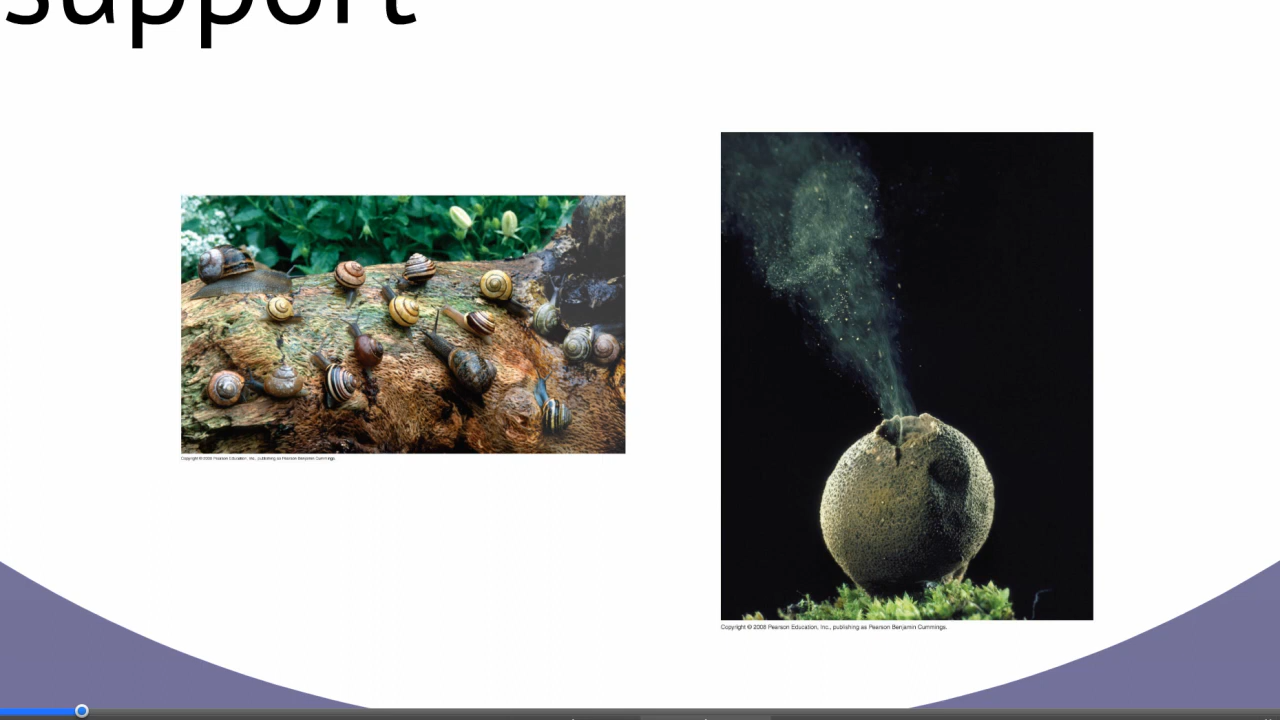 support
Copyright © 2008 Pearson Education, Inc., publishing as Pearson Benjamin Cummings.
Copyright © 2008 Pearson Education, Inc., publishing as Pearson Benjamin Cummings.